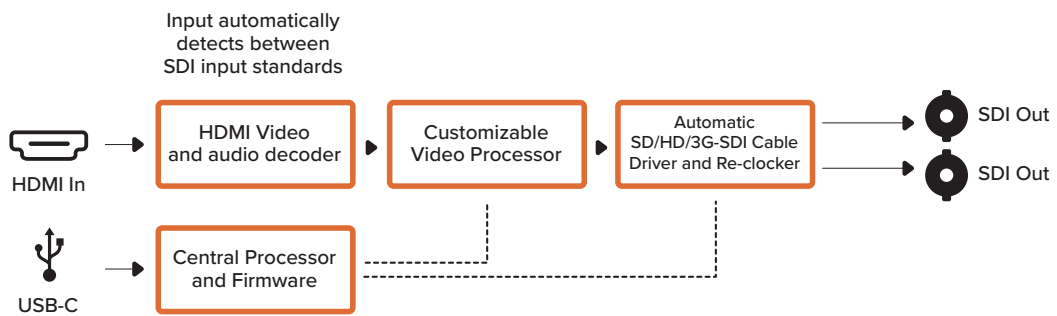 Input automatically
detects between
SDI input standards
HDMI In
HDMI Video
and audio decoder
Customizable
Video Processor
Automatic
SD/HD/3G-SDI Cable
Driver and Re-clocker
SDI Out
SDI Out
USB-C
Central Processor
and Firmware